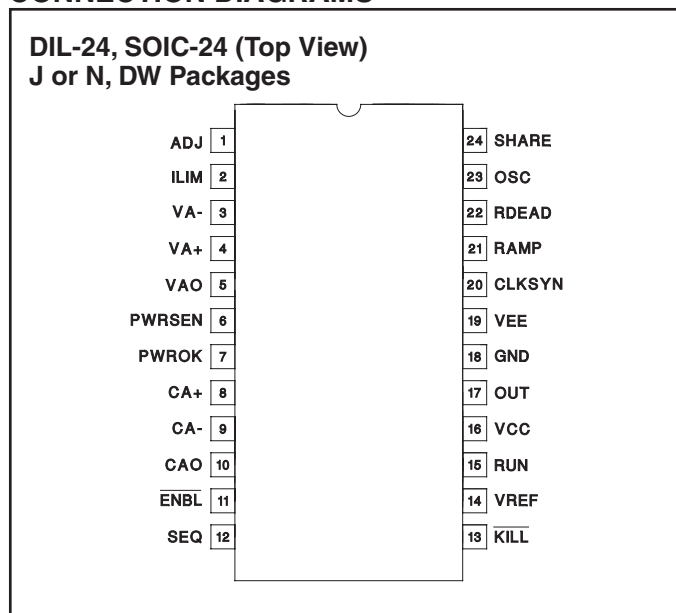 CONNECTION DIAGRAMS
DIL-24, SOIC-24 (Top View)
J or N, DW Packages
ADJ 1
ILIM 2
VA- 3
VA+ 4
VAO 5
PWRSEN 6
PWROK 7
CA+ 8
CA- 9
CAO 10
ENBL 11
SEQ 12
24 SHARE
23 OSC
22 RDEAD
21 RAMP
20 CLKSYN
19 VEE
18 GND
17 OUT
16 VCC
15 RUN
14 VREF
13 KILL